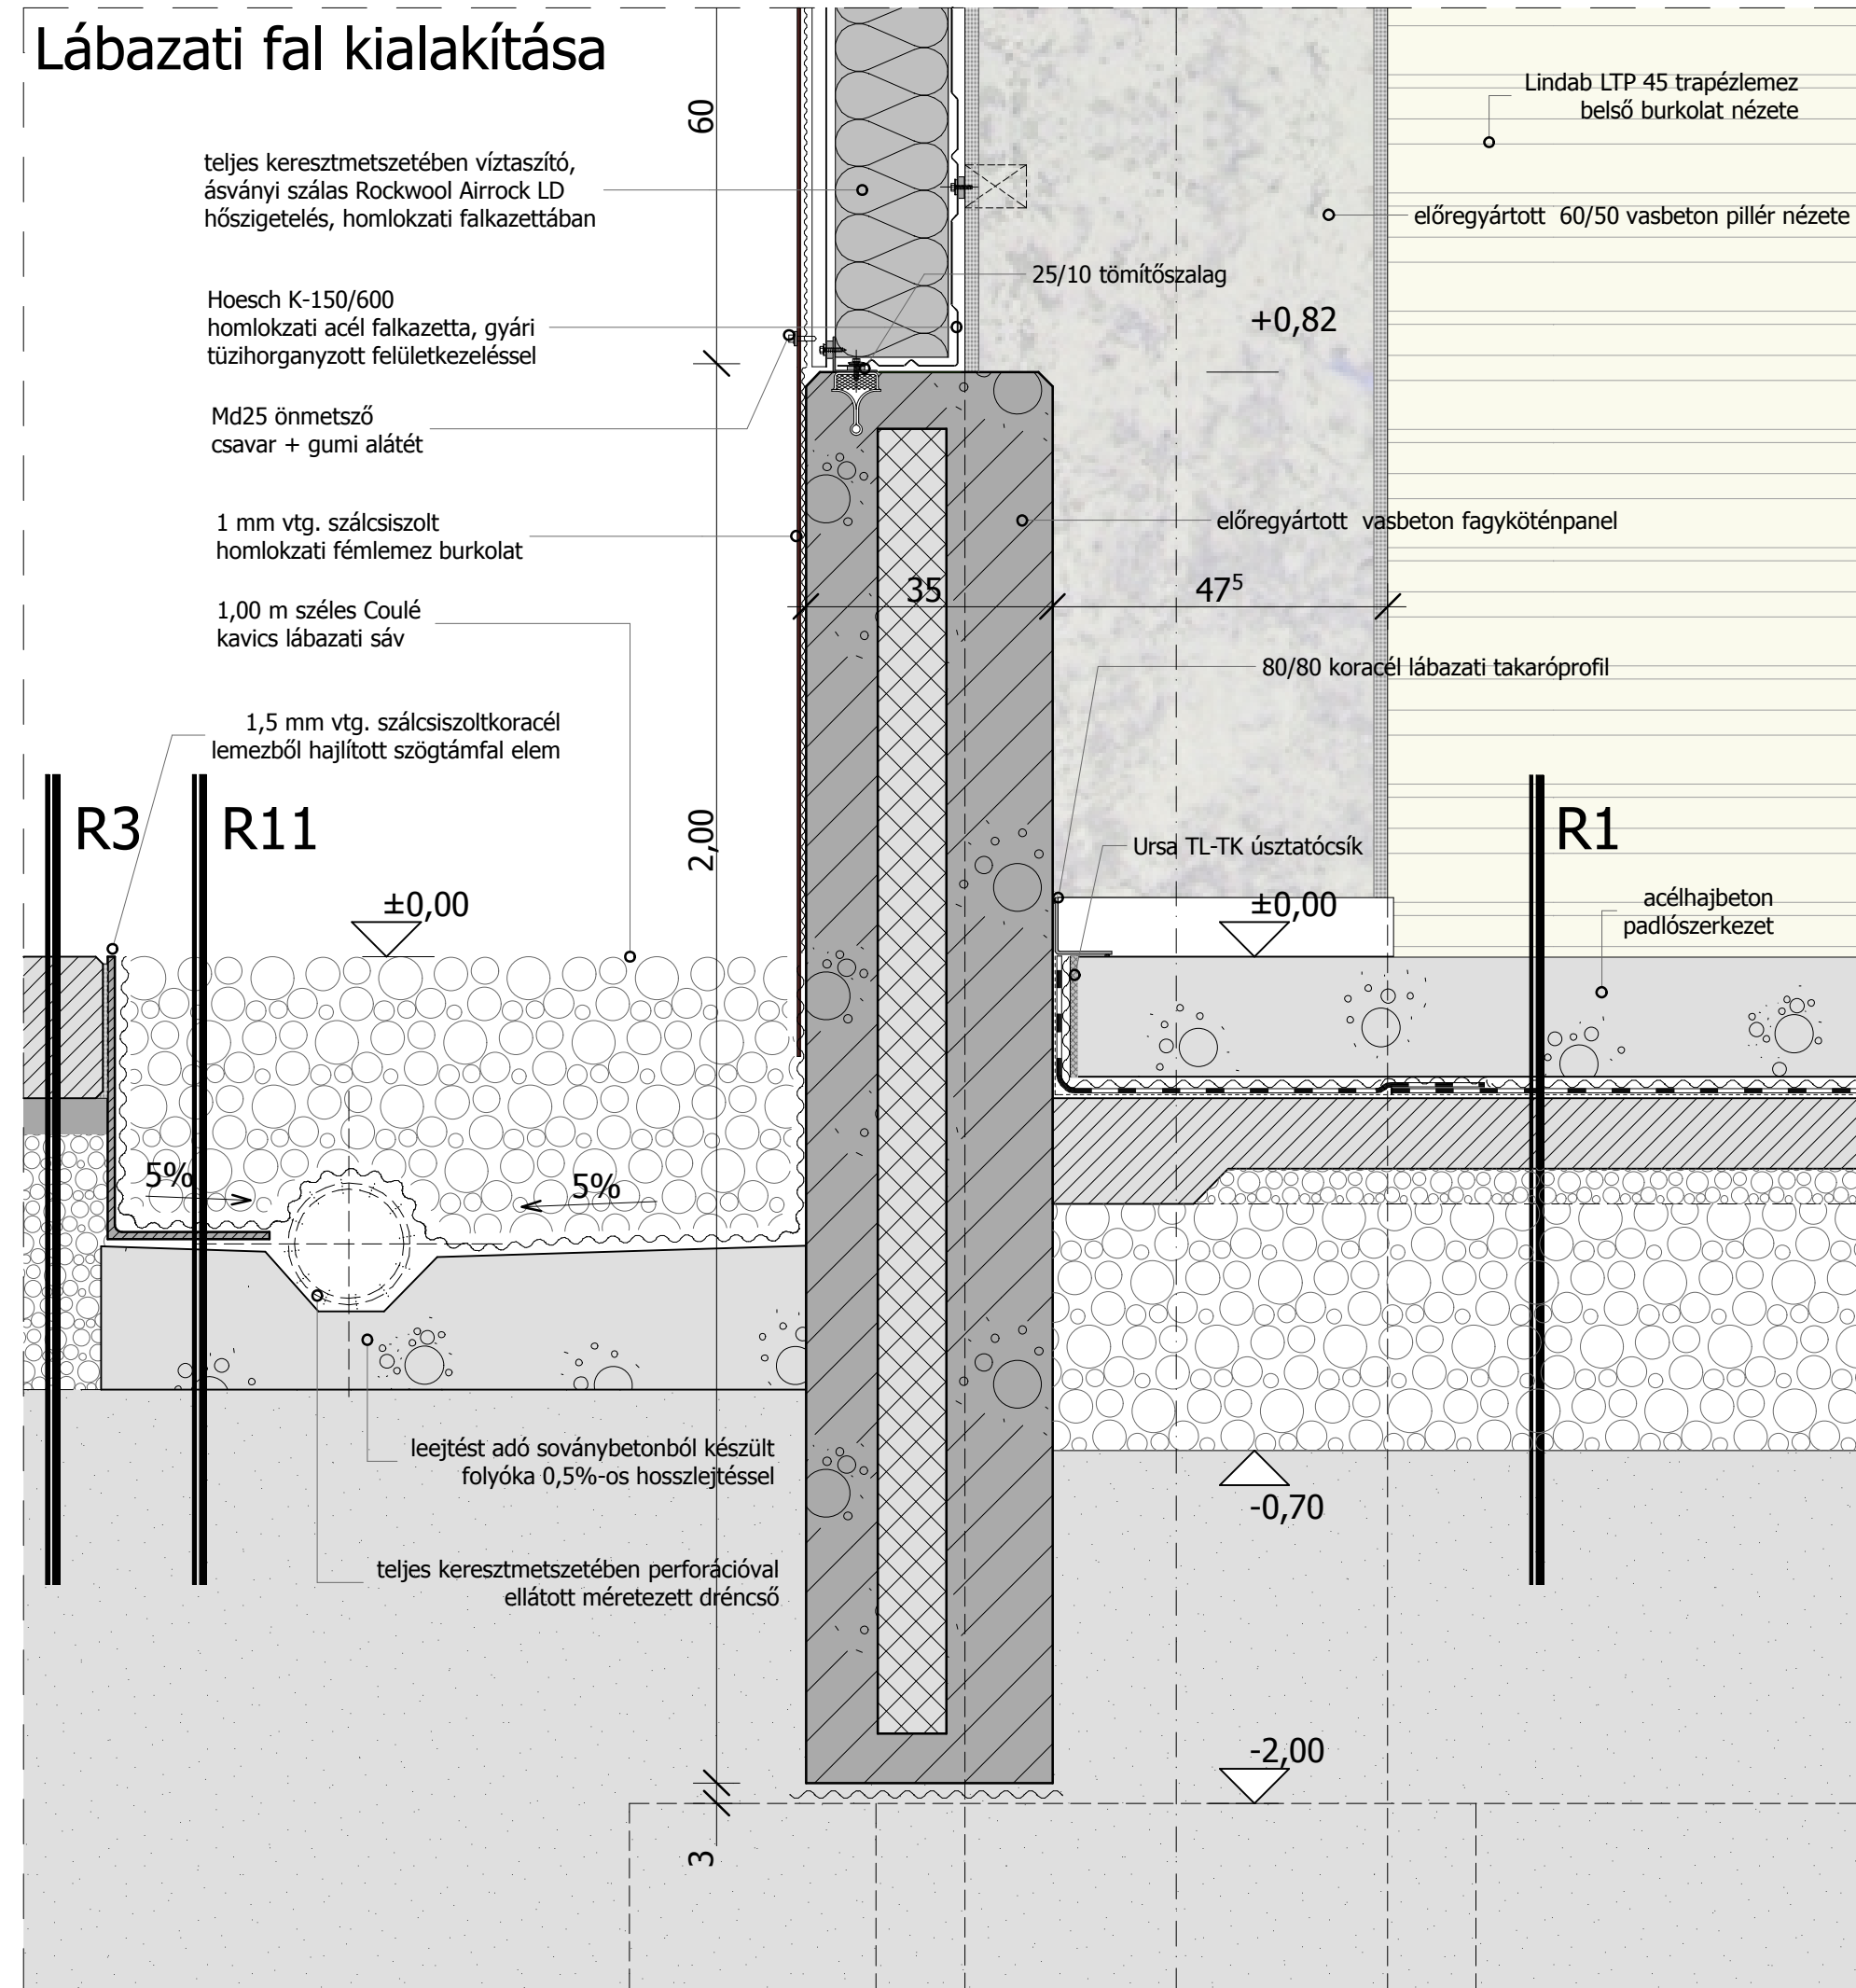 Lábazati fal kialakítása
60
Lindab LTP 45 trapézlemez
belső burkolat nézete
teljes keresztmetszetében víztaszító,
ásványi szálas Rockwool Airrock LD
hőszigetelés, homlokzati falkazettában
előregyártott 60/50 vasbeton pillér nézete
25/10 tömítőszalag
Hoesch K-150/600
homlokzati acél falkazetta, gyári
tüzihorganyzott felületkezeléssel
+0,82
Md25 önmetsző
csavar + gumi alátét
1 mm vtg. szálcsiszolt
homlokzati fémlemez burkolat
előregyártott vasbeton fagyköténpanel
35
47⁵
1,00 m széles Coulé
kavics lábazati sáv
80/80 koracél lábazati takaróprofil
1,5 mm vtg. szálcsiszoltkoracél
lemezből hajlított szögtámfal elem
R3
R11
2,00
R1
Ursa TL-TK úsztatócsík
±0,00
±0,00
acélhajbeton
padlószerkezet
5%
5%
leejtést adó soványbetonból készült
folyóka 0,5%-os hosszlejtéssel
-0,70
teljes keresztmetszetében perforációval
ellátott méretezett dréncső
-2,00
3